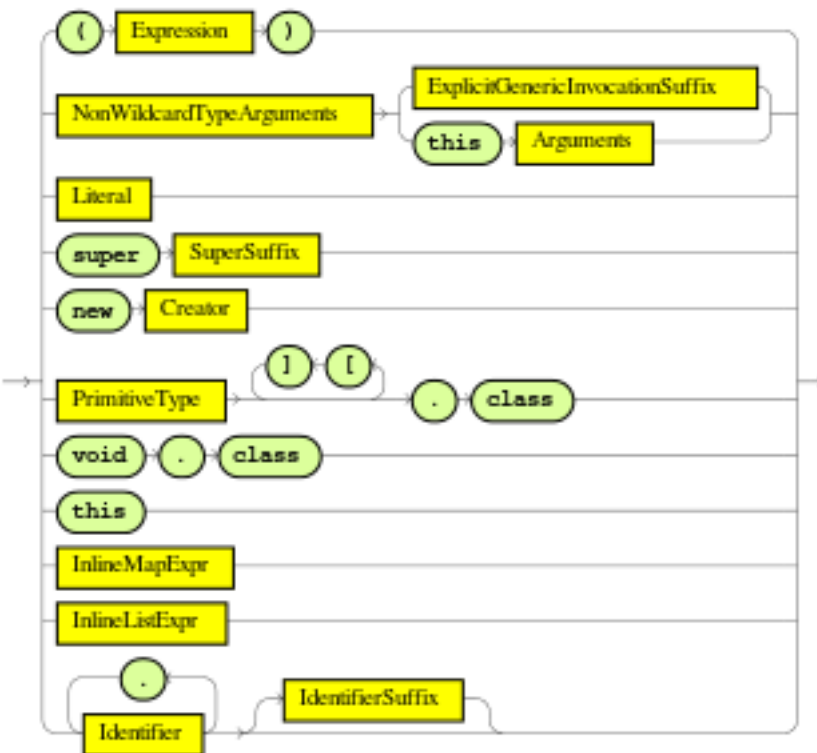 ( Expression )
ExplicitGenericInvocationSuffix
NonWildcardTypeArguments
this Arguments
Literal
super SuperSuffix
new Creator
] [
PrimitiveType . class
void . class
this
InlineMapExpr
InlineListExpr
.
IdentifierSuffix
Identifier